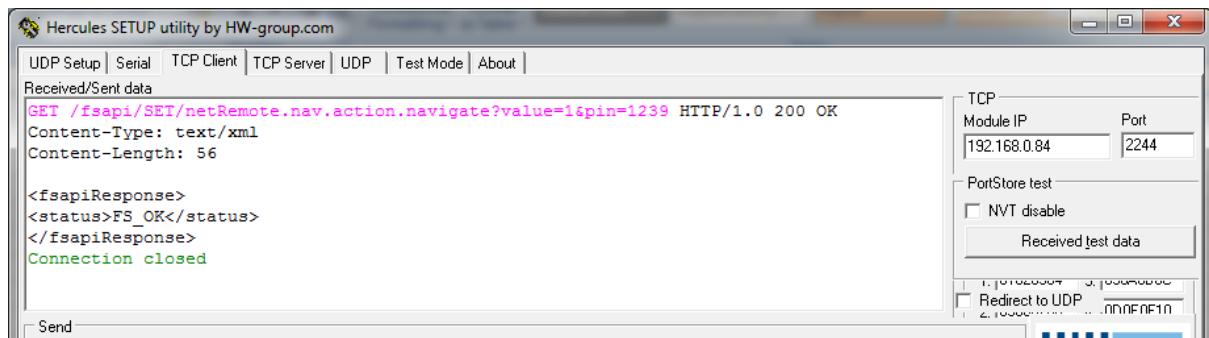 Hercules SETUP utility by HW-group.com
UDP Setup Serial TCP Client TCP Server UDP Test Mode About
Received/Sent data
GET /fsapi/SET/netRemote.nav.action.navigate?value=1&pin=1239 HTTP/1.0 200 OK
Content-Type: text/xml
Content-Length: 56
<fsapiResponse>
<status>FS_OK</status>
</fsapiResponse>
Connection closed
Send
TCP
Module IP Port
192.168.0.84 2244
PortStore test
NVT disable
Received test data
Redirect to UDP
0D0E0F10